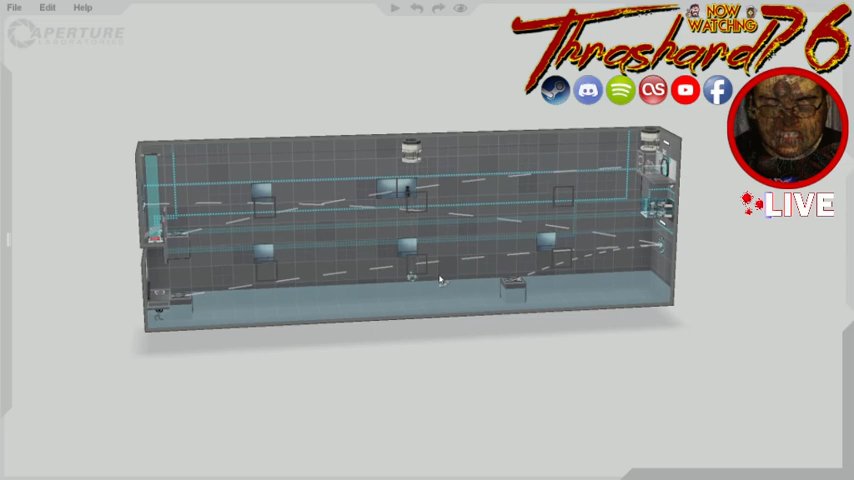 File Edit Help
APERTURE
LABORATORIES
NOW
WATCHING
Thrashard76
LIVE